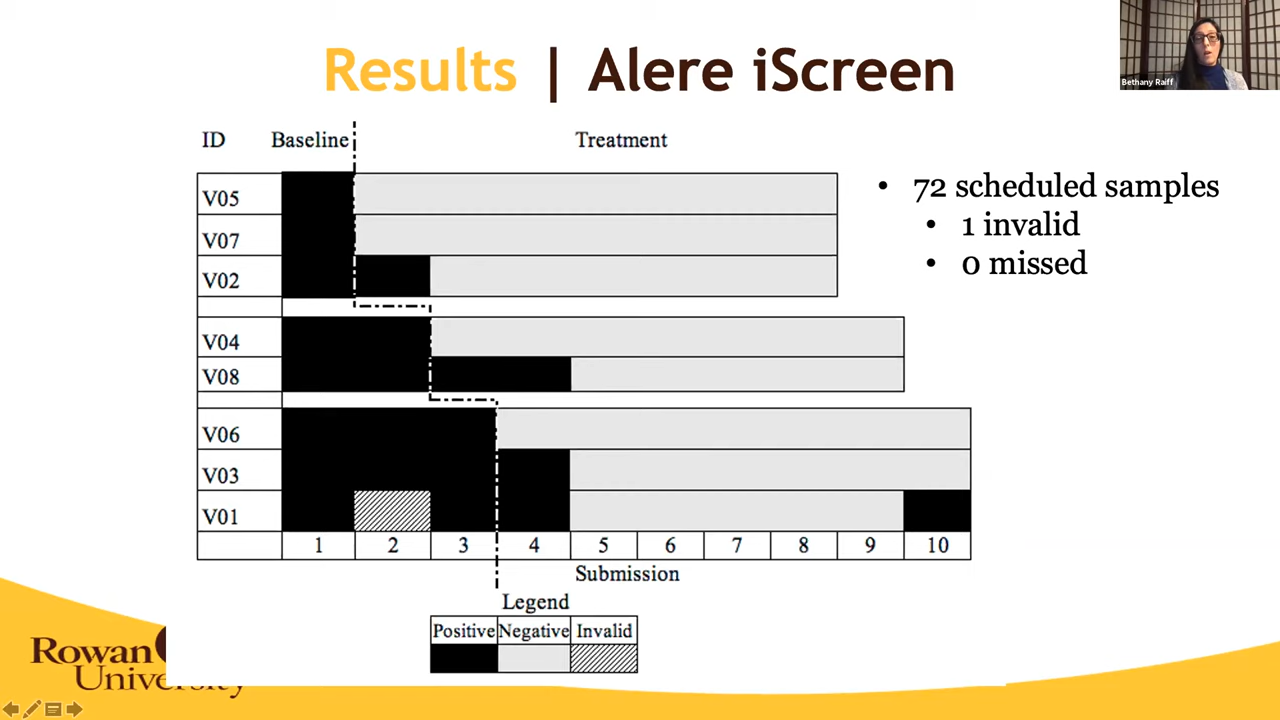 Bethany Raiff
Results | Alere iScreen
ID Baseline Treatment
V05
V07
V02
V04
V08
V06
V03
V01
1 2 3 4 5 6 7 8 9 10
Submission
Legend
Positive Negative Invalid
• 72 scheduled samples
• 1 invalid
• 0 missed
Rowan
University